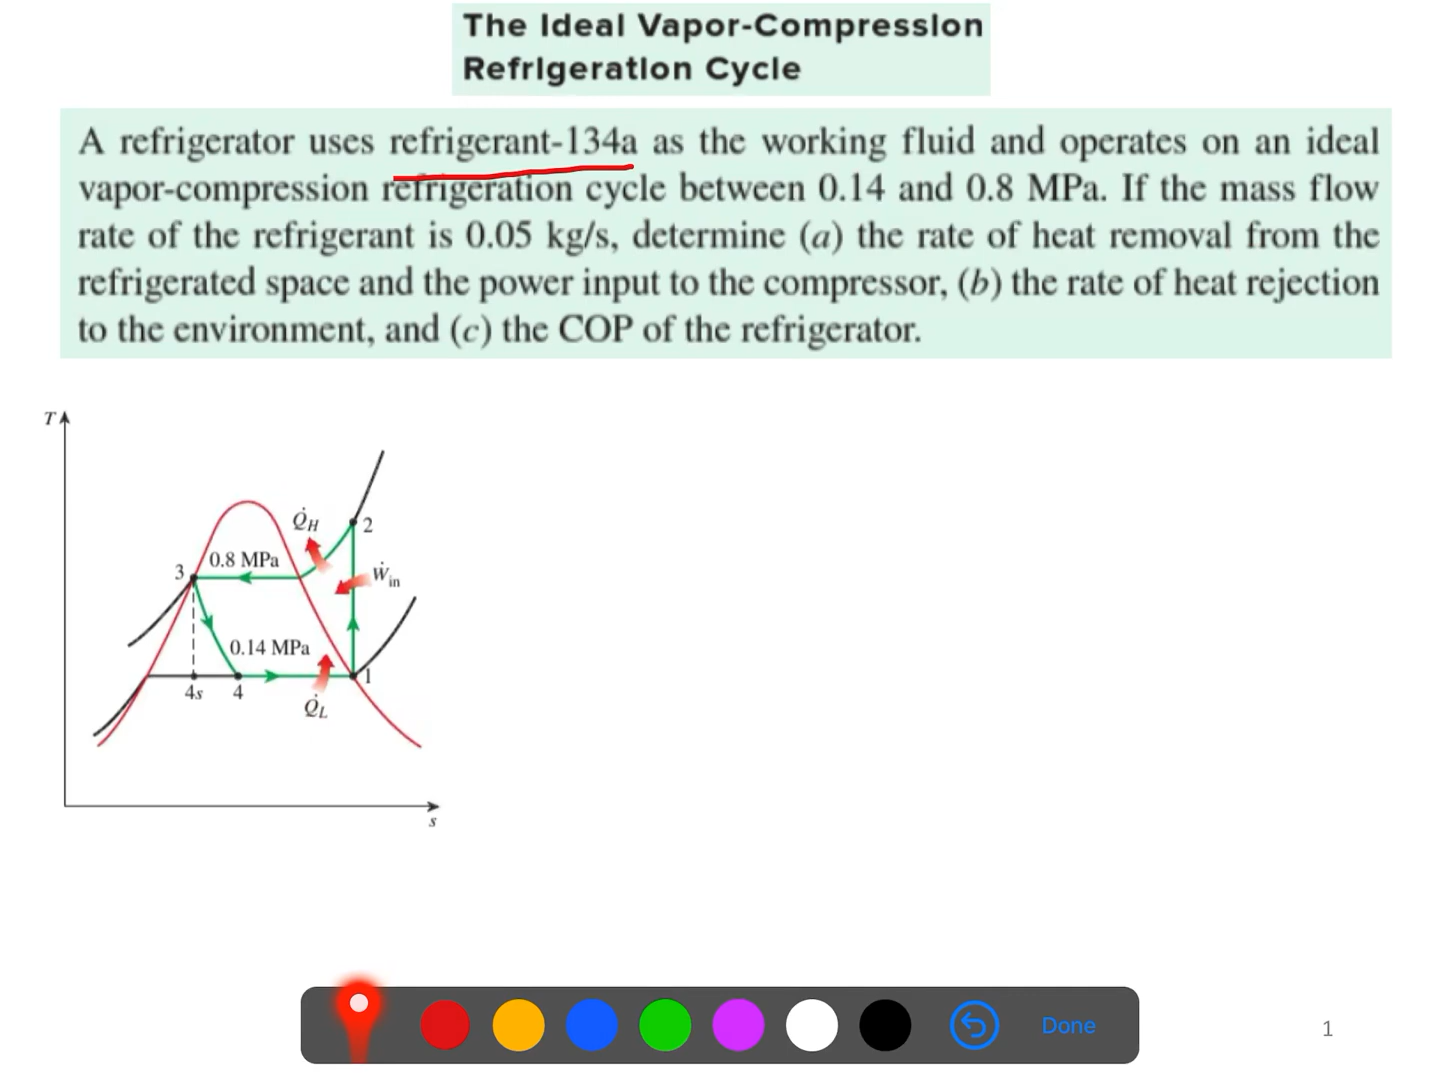 The Ideal Vapor-Compression
Refrigeration Cycle
A refrigerator uses refrigerant-134a as the working fluid and operates on an ideal
vapor-compression refrigeration cycle between 0.14 and 0.8 MPa. If the mass flow
rate of the refrigerant is 0.05 kg/s, determine (a) the rate of heat removal from the
refrigerated space and the power input to the compressor, (b) the rate of heat rejection
to the environment, and (c) the COP of the refrigerator.
T
Q̇H
2
0.8 MPa
3
Ẇin
0.14 MPa
1
4s
4
Q̇L
s
Done
1